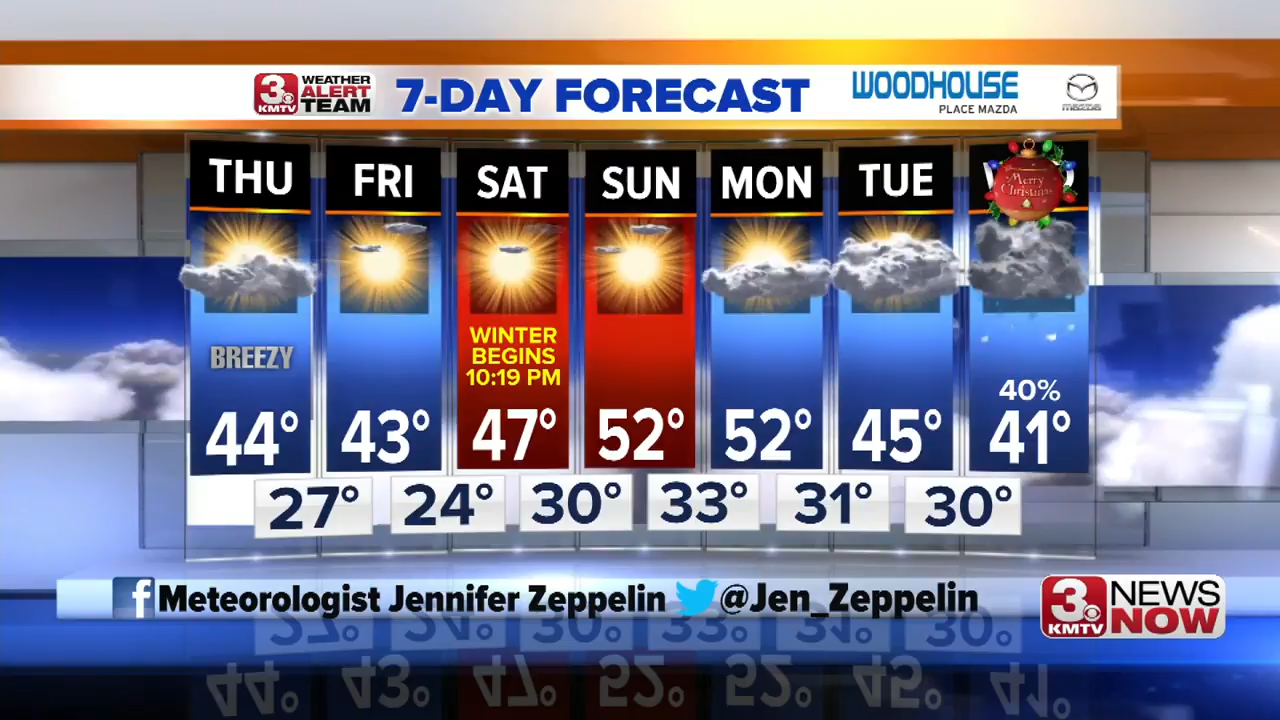 3 KMTV WEATHER ALERT TEAM
7-DAY FORECAST
WOODHOUSE
PLACE MAZDA
mazda
THU FRI SAT SUN MON TUE
Merry
Christmas
BREEZY
WINTER
BEGINS
10:19 PM
40%
44° 43° 47° 52° 52° 45° 41°
27° 24° 30° 33° 31° 30°
f Meteorologist Jennifer Zeppelin @Jen_Zeppelin
3 KMTV NEWS NOW